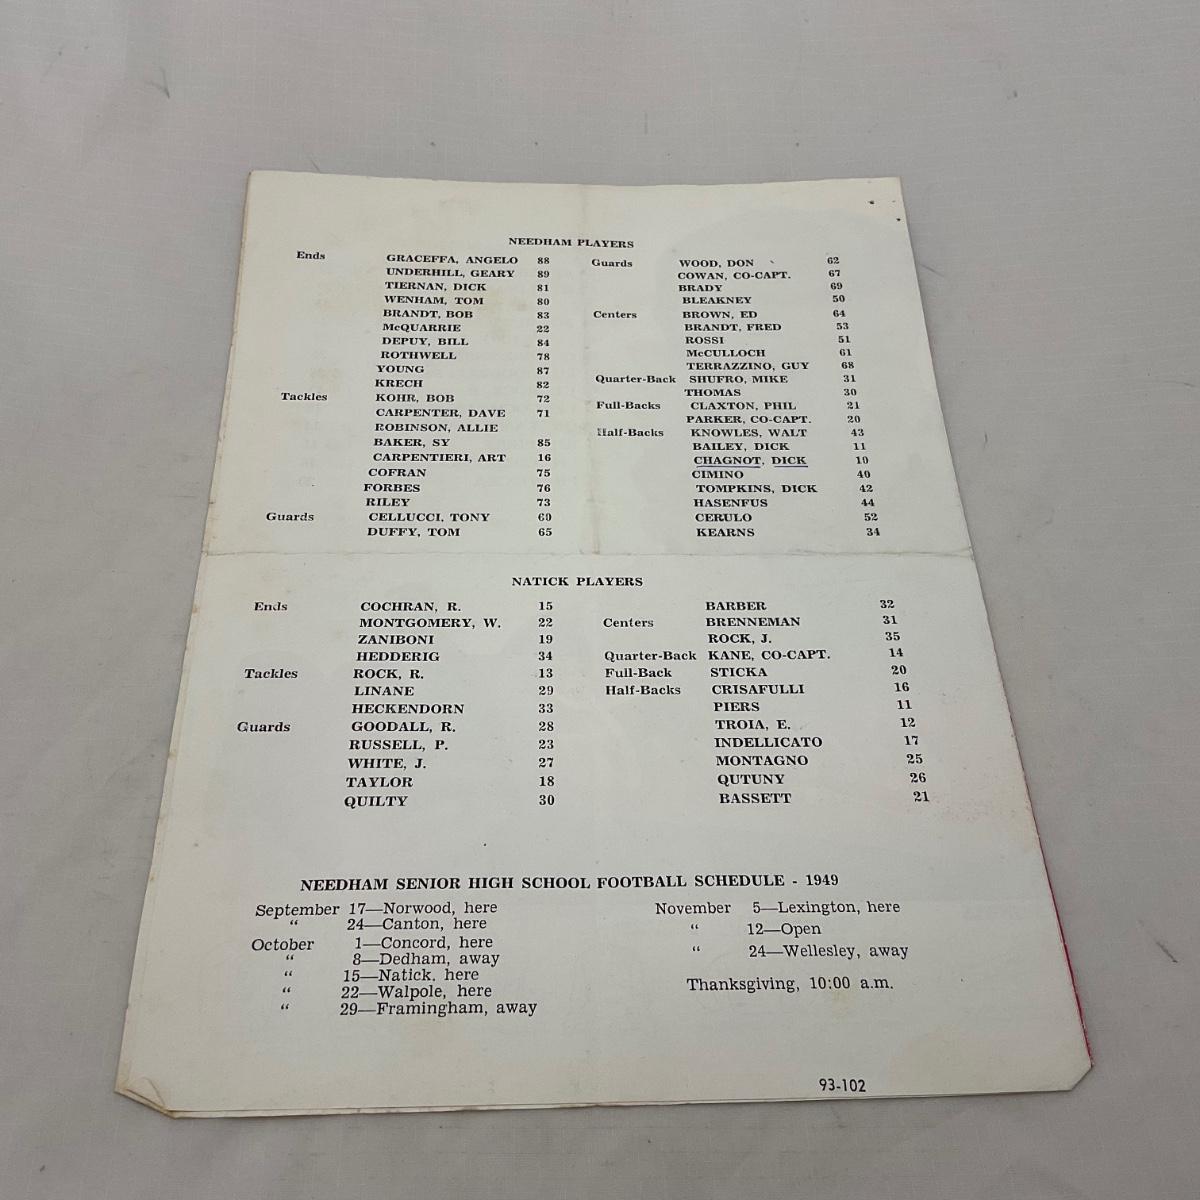 NEEDHAM PLAYERS
Ends GRACEFFA, ANGELO 88
UNDERHILL, GEARY 89
TIERNAN, DICK 81
WENHAM, TOM 80
BRANDT, BOB 83
McQUARRIE 22
DEPUY, BILL 84
ROTHWELL 78
YOUNG 87
KRECH 82
Tackles KOHR, BOB 72
CARPENTER, DAVE 71
ROBINSON, ALLIE
BAKER, SY 85
CARPENTIERI, ART 16
COFRAN 75
FORBES 76
RILEY 73
Guards CELLUCCI, TONY 60
DUFFY, TOM 65
Guards WOOD, DON 62
COWAN, CO-CAPT. 67
BRADY 69
BLEAKNEY 50
Centers BROWN, ED 64
BRANDT, FRED 53
ROSSI 51
McCULLOCH 61
TERRAZZINO, GUY 68
Quarter-Back SHUFRO, MIKE 31
THOMAS 30
Full-Backs CLAXTON, PHIL 21
PARKER, CO-CAPT. 20
Half-Backs KNOWLES, WALT 43
BAILEY, DICK 11
CHAGNOT, DICK 10
CIMINO 40
TOMPKINS, DICK 42
HASENFUS 44
CERULO 52
KEARNS 34
NATICK PLAYERS
Ends COCHRAN, R. 15
MONTGOMERY, W. 22
ZANIBONI 19
HEDDERIG 34
Tackles ROCK, R. 13
LINANE 29
HECKENDORN 33
Guards GOODALL, R. 28
RUSSELL, P. 23
WHITE, J. 27
TAYLOR 18
QUILTY 30
BARBER 32
Centers BRENNEMAN 31
ROCK, J. 35
Quarter-Back KANE, CO-CAPT. 14
Full-Back STICKA 20
Half-Backs CRISAFULLI 16
PIERS 11
TROIA, E. 12
INDELLICATO 17
MONTAGNO 25
QUTUNY 26
BASSETT 21
NEEDHAM SENIOR HIGH SCHOOL FOOTBALL SCHEDULE - 1949
September 17—Norwood, here
" 24—Canton, here
October 1—Concord, here
" 8—Dedham, away
" 15—Natick. here
" 22—Walpole, here
" 29—Framingham, away
November 5—Lexington, here
" 12—Open
" 24—Wellesley, away
Thanksgiving, 10:00 a.m.
93-102